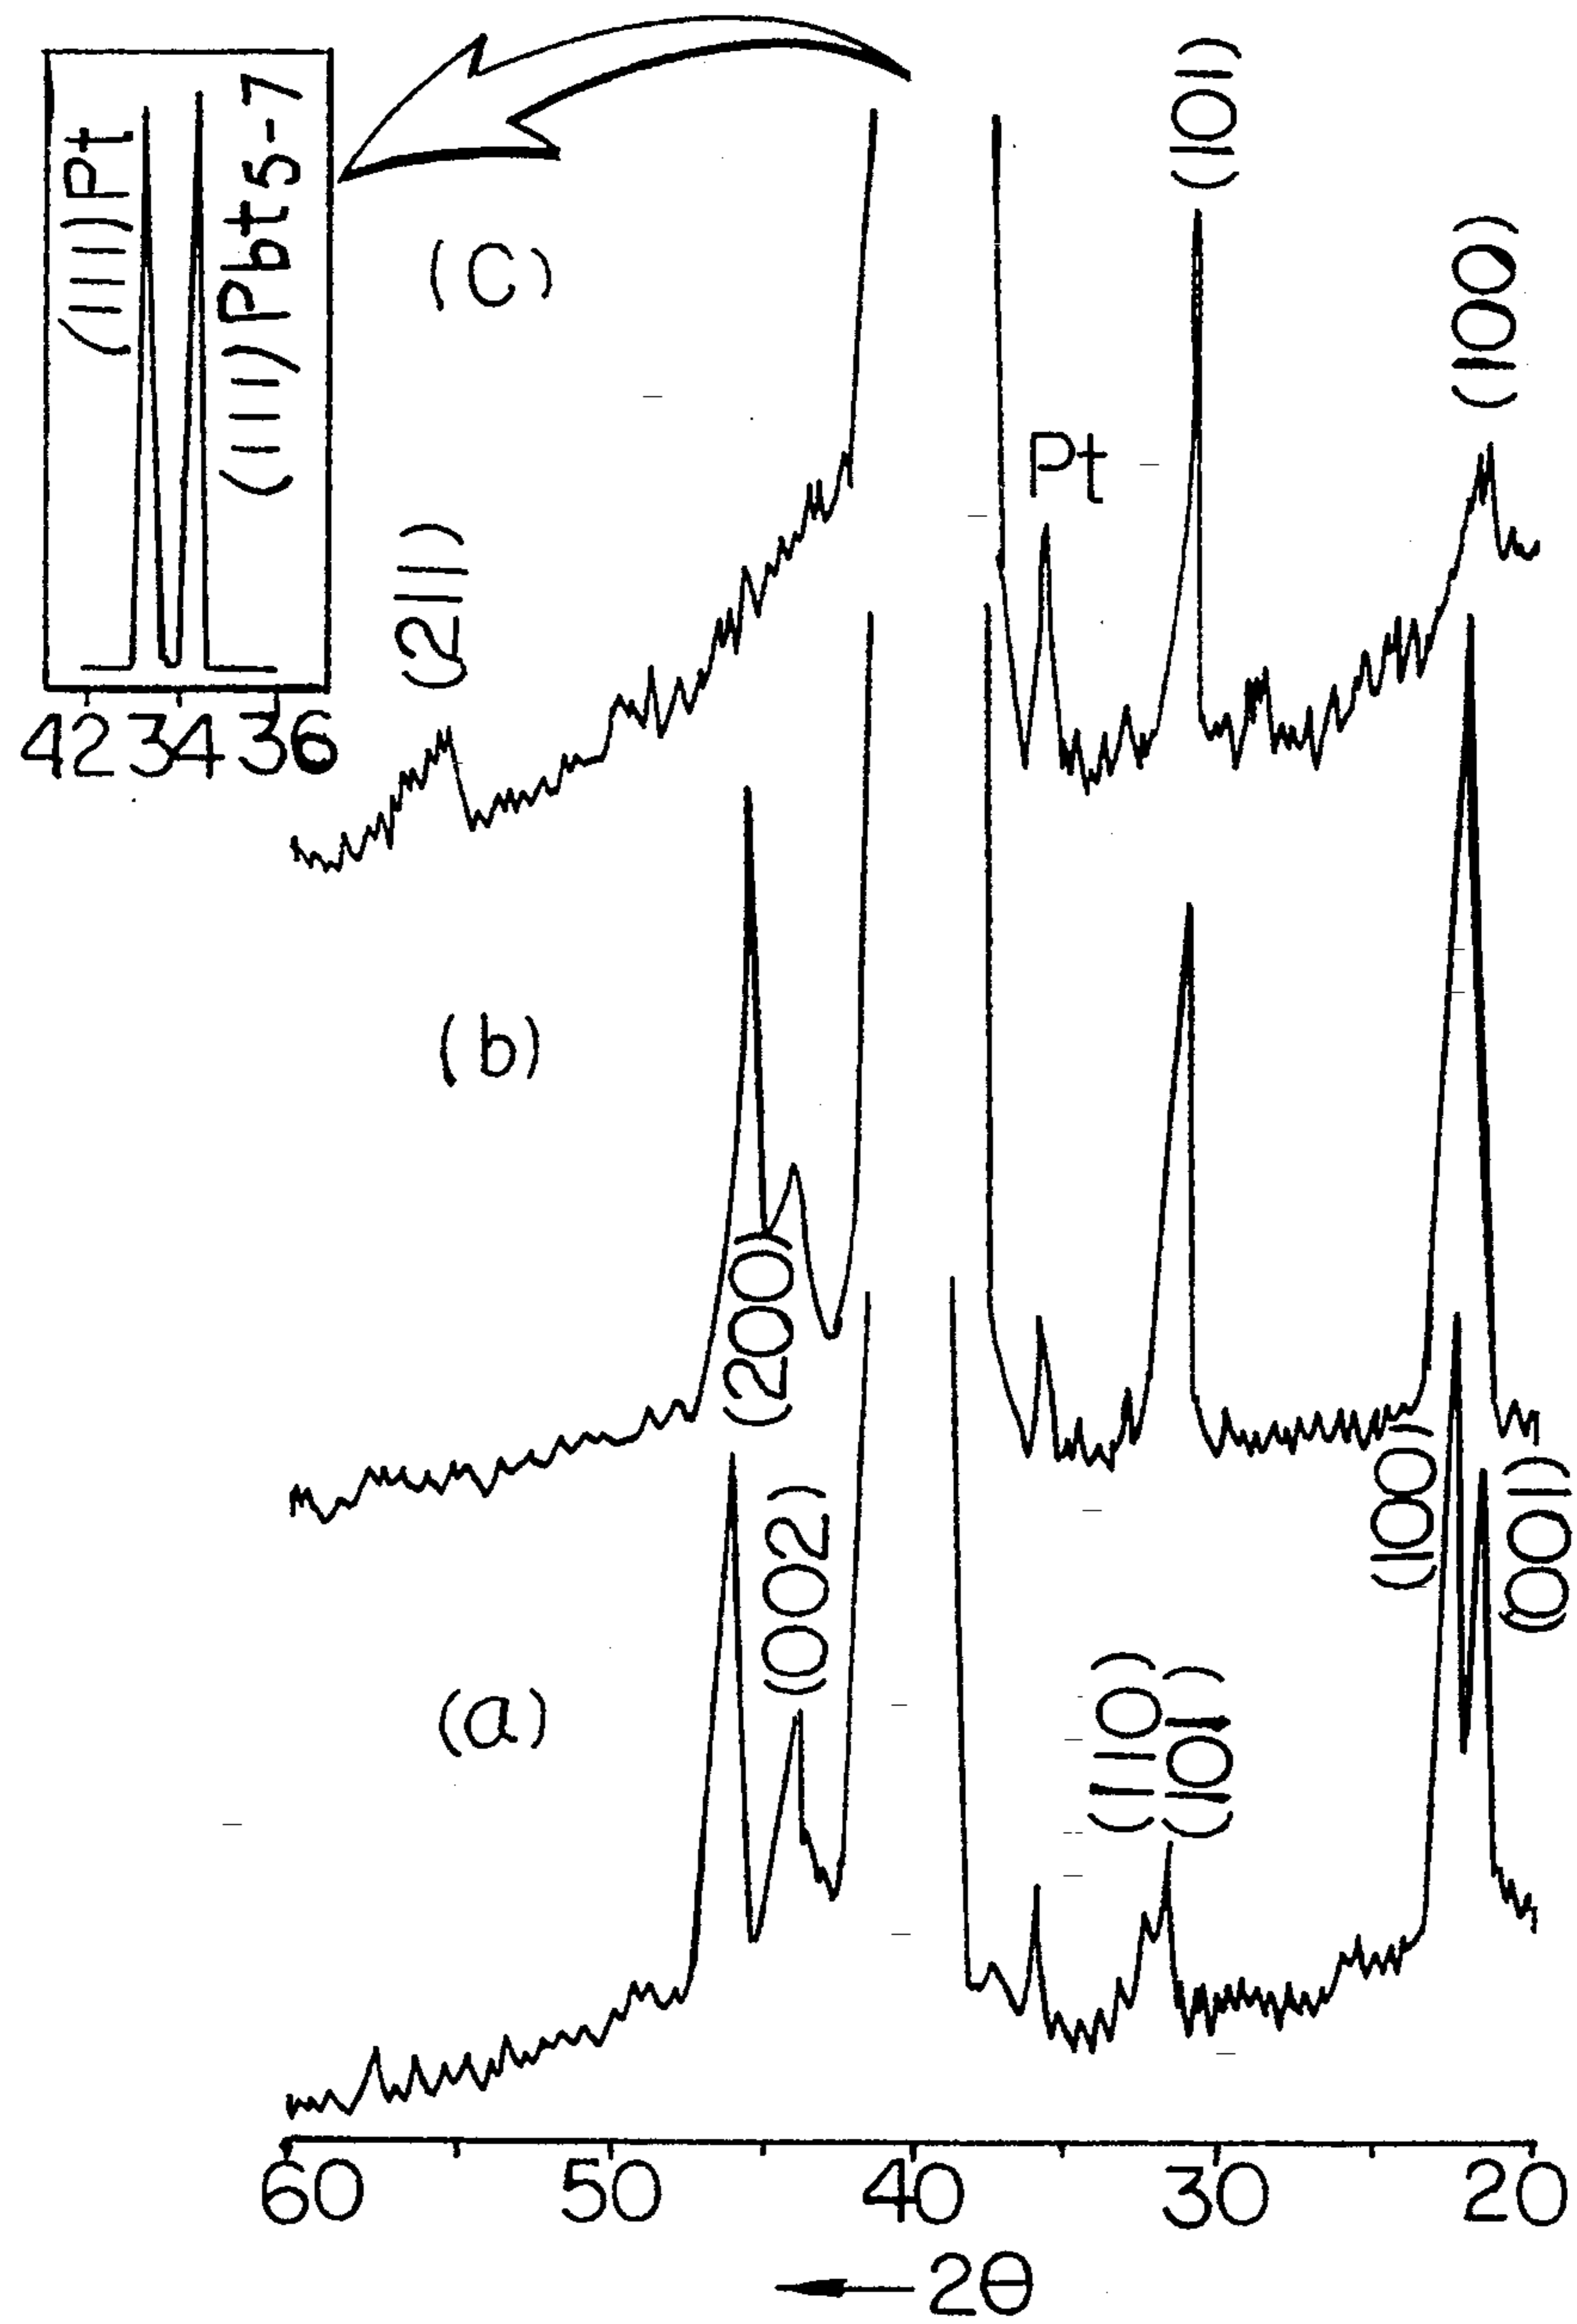 (111)Pt
(111)Pbt5-7
42 34 36
(C)
(211)
Pt
(101)
(100)
(b)
(200)
(002)
(a)
(110)
(101)
(100)
(001)
60 50 40 30 20
2θ